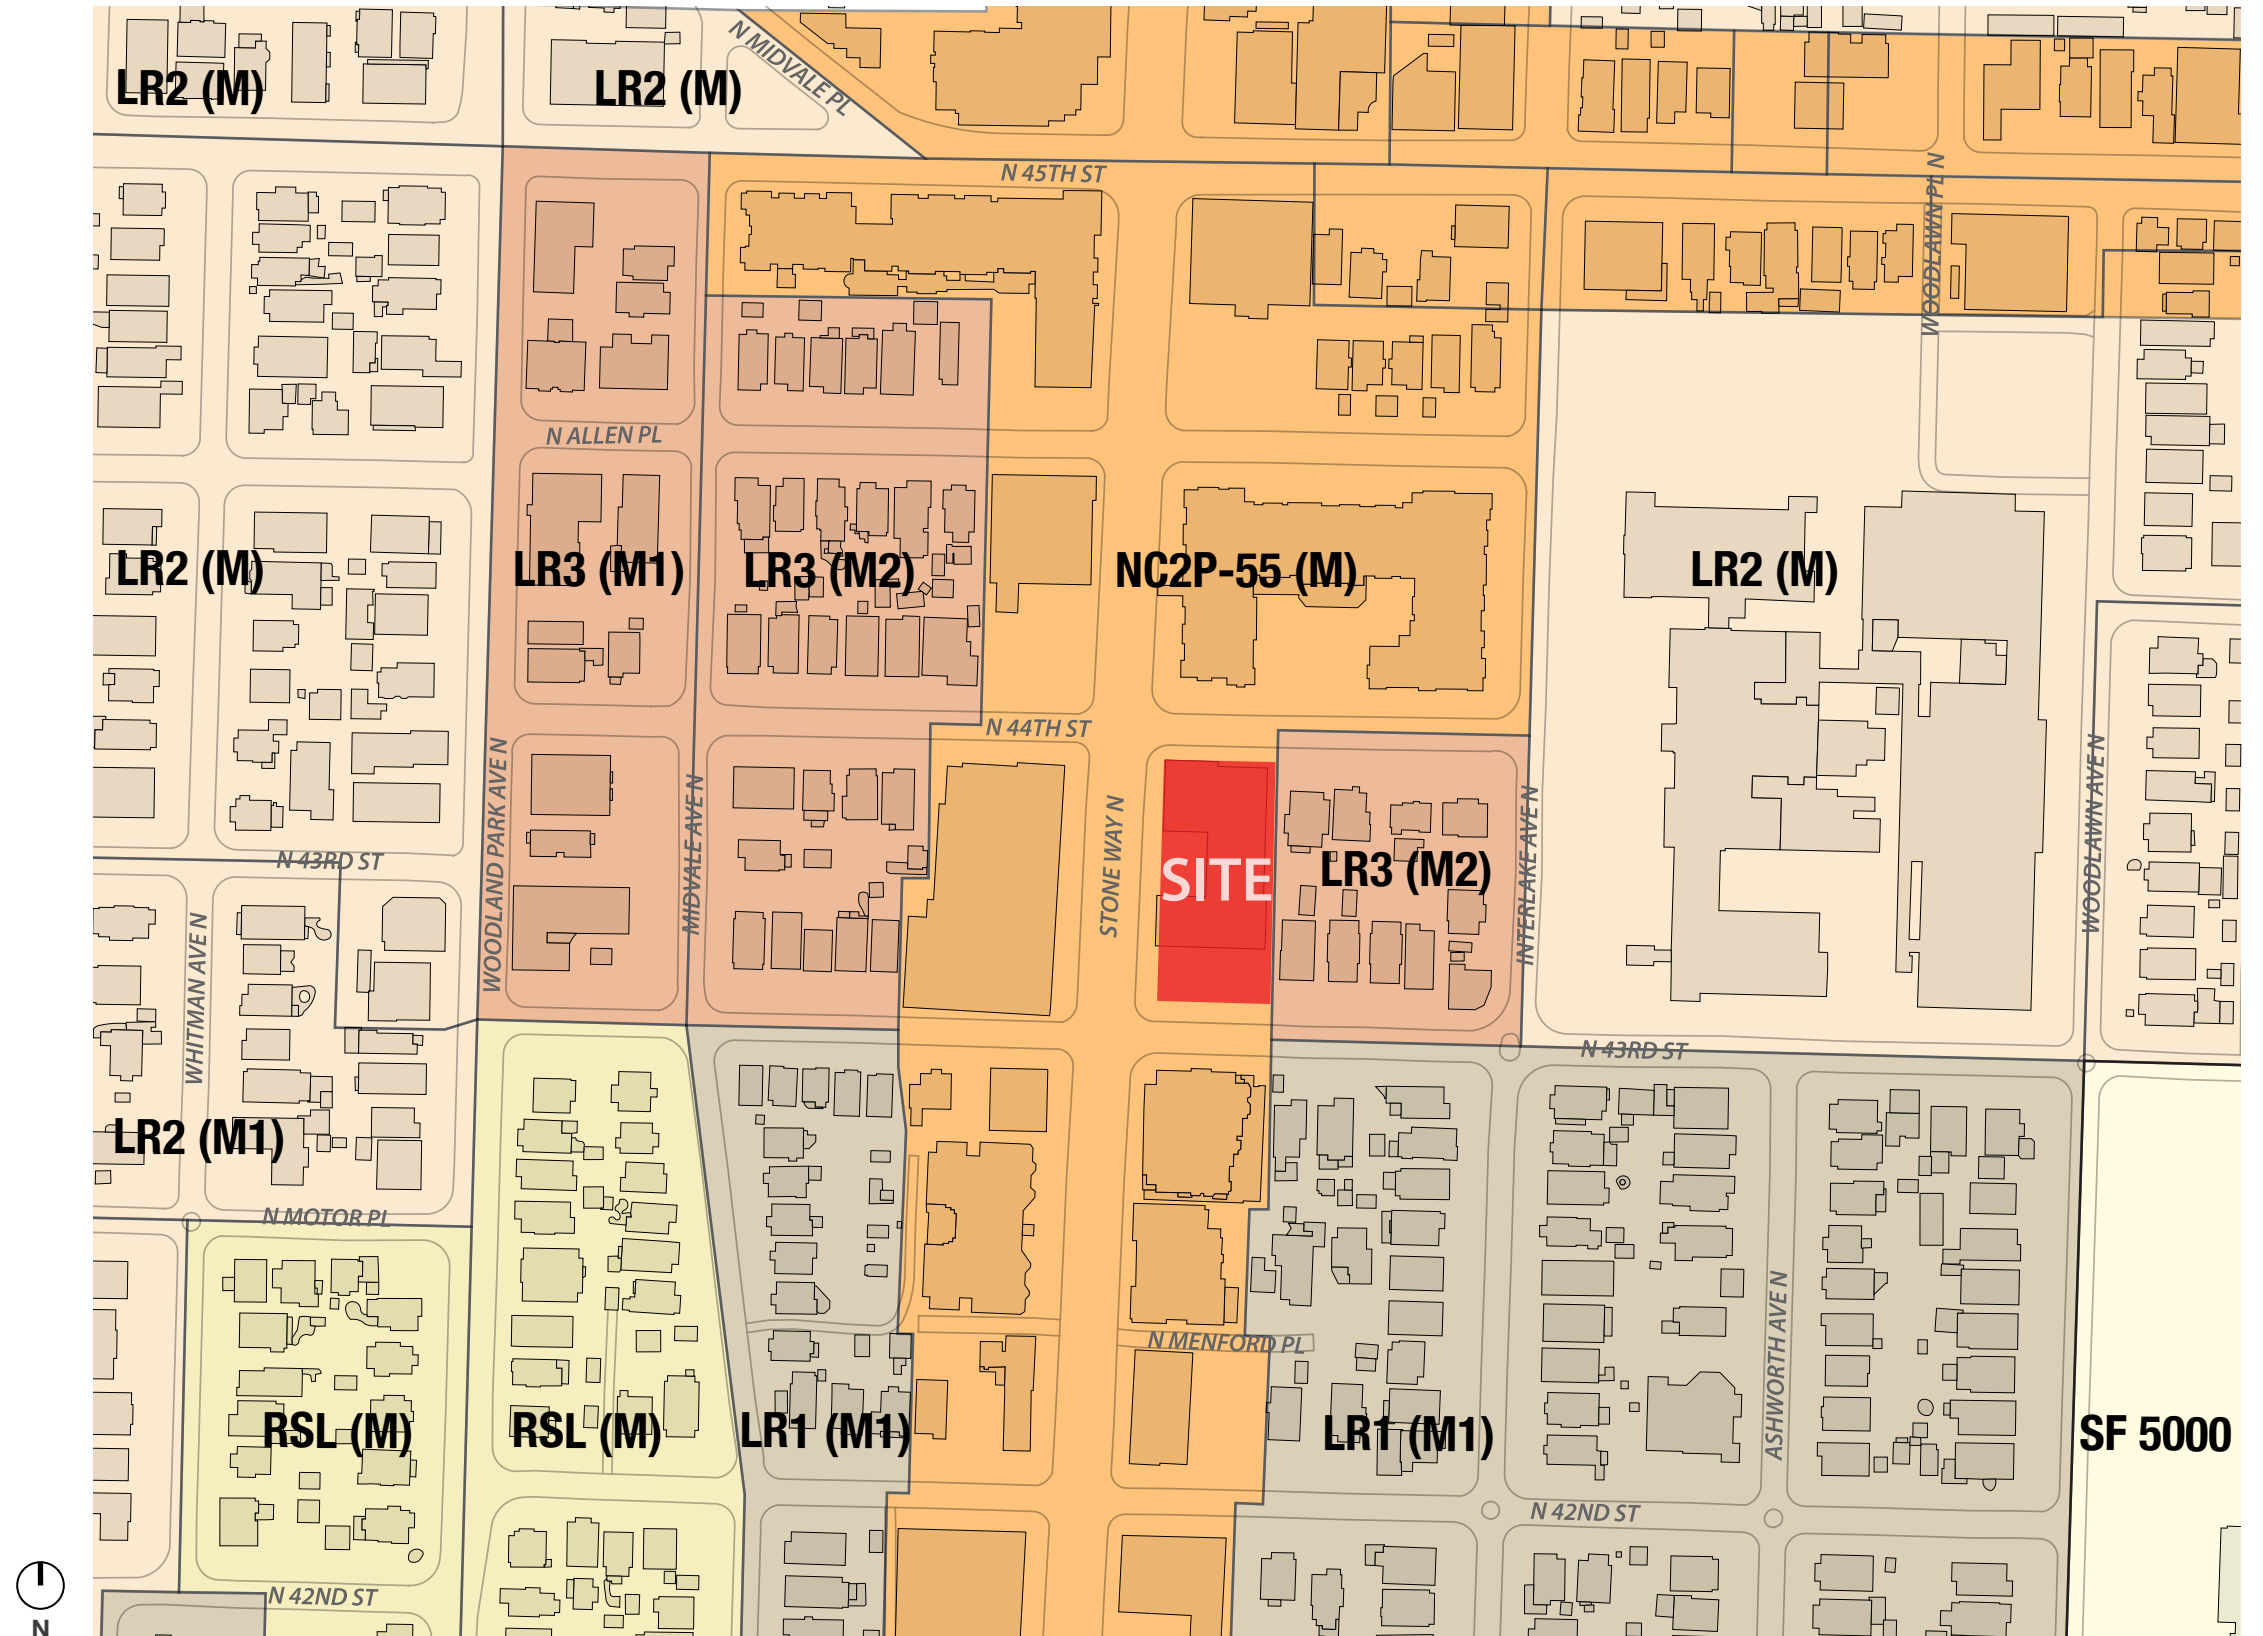 N MIDVALE PL
LR2 (M)
LR2 (M)
N 45TH ST
WOODLAWN PL N
N ALLEN PL
LR2 (M)
LR3 (M1)
LR3 (M2)
NC2P-55 (M)
LR2 (M)
N 44TH ST
WOODLAND PARK AVE N
MIDVALE AVE N
STONE WAY N
SITE
LR3 (M2)
INTERLAKE AVE N
WOODLAWN AVE N
N 43RD ST
WHITMAN AVE N
N 43RD ST
LR2 (M1)
N MOTOR PL
N MENFORD PL
ASHWORTH AVE N
RSL (M)
RSL (M)
LR1 (M1)
LR1 (M1)
SF 5000
N 42ND ST
N 42ND ST
N